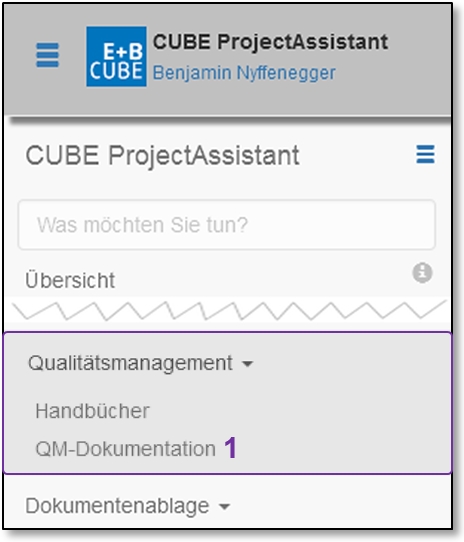 E+B
CUBE
CUBE ProjectAssistant
Benjamin Nyffenegger
CUBE ProjectAssistant
Was möchten Sie tun?
Übersicht
Qualitätsmanagement
Handbücher
QM-Dokumentation 1
Dokumentenablage